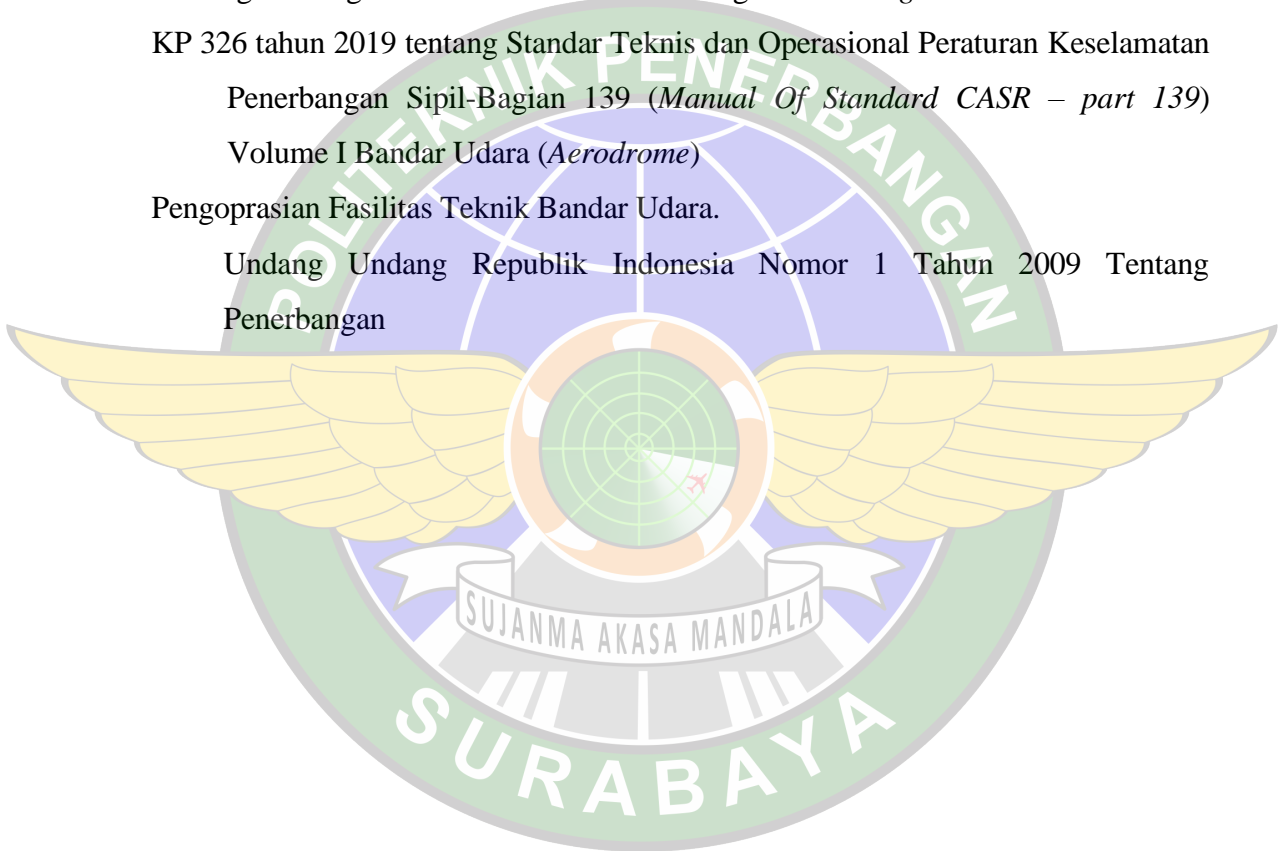 KP 326 tahun 2019 tentang Standar Teknis dan Operasional Peraturan Keselamatan
Penerbangan Sipil-Bagian 139 (Manual Of Standard CASR – part 139)
Volume I Bandar Udara (Aerodrome)
Pengoprasian Fasilitas Teknik Bandar Udara.
Undang Undang Republik Indonesia Nomor 1 Tahun 2009 Tentang
Penerbangan
POLITEKNIK PENERBANGAN
SUJANMA AKASA MANDALA
SURABAYA